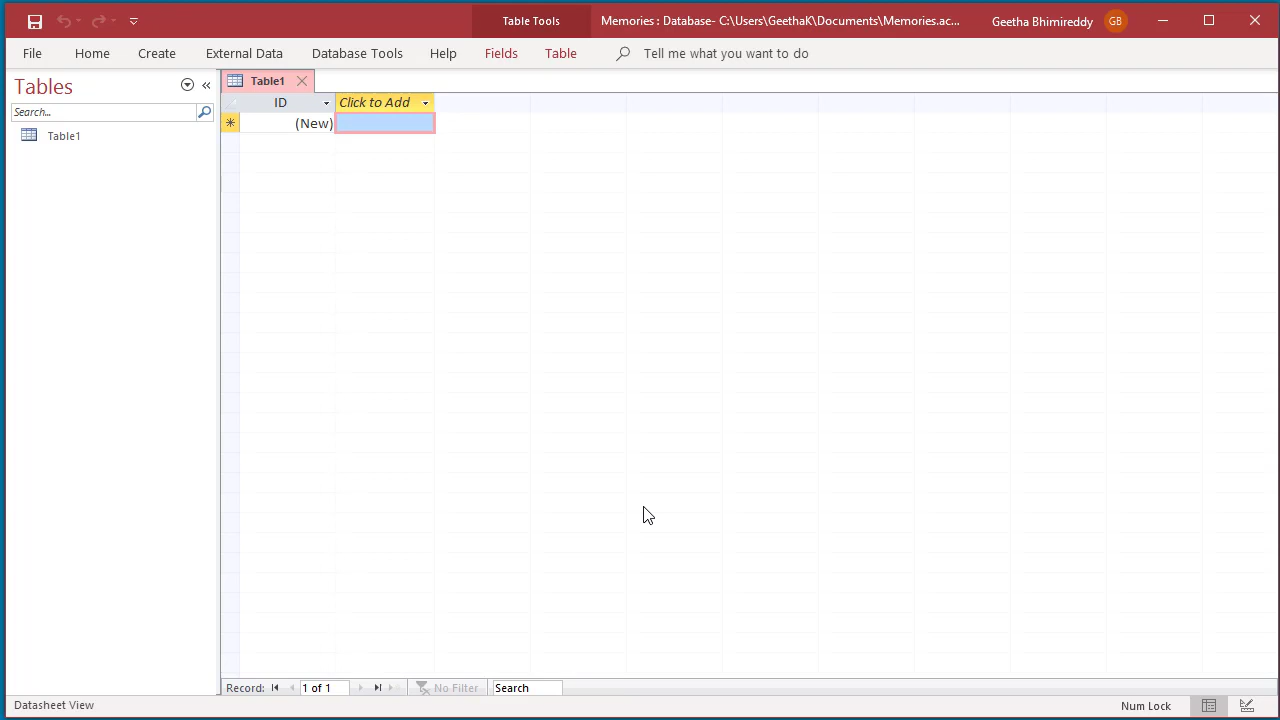 Table Tools
Memories : Database- C:\Users\GeethaK\Documents\Memories.ac...
Geetha Bhimireddy
GB
File
Home
Create
External Data
Database Tools
Help
Fields
Table
Tell me what you want to do
Tables
Search...
Table1
Table1
ID
Click to Add
(New)
Record:
1 of 1
No Filter
Search
Datasheet View
Num Lock